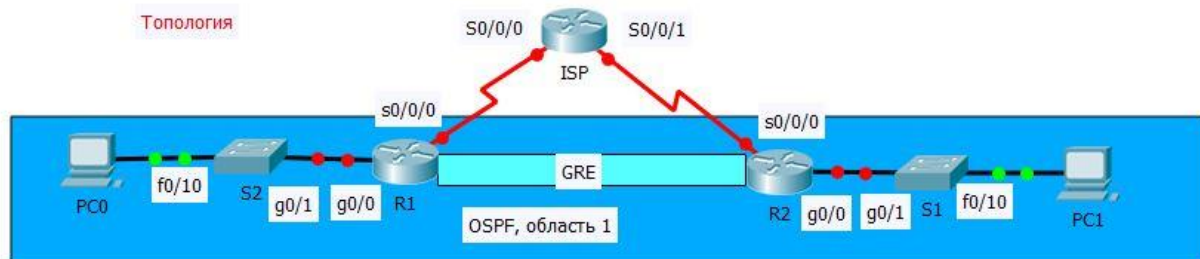 Топология
S0/0/0
S0/0/1
ISP
s0/0/0
s0/0/0
PC0
f0/10
S2
g0/1
g0/0
R1
GRE
OSPF, область 1
R2
g0/0
g0/1
S1
f0/10
PC1